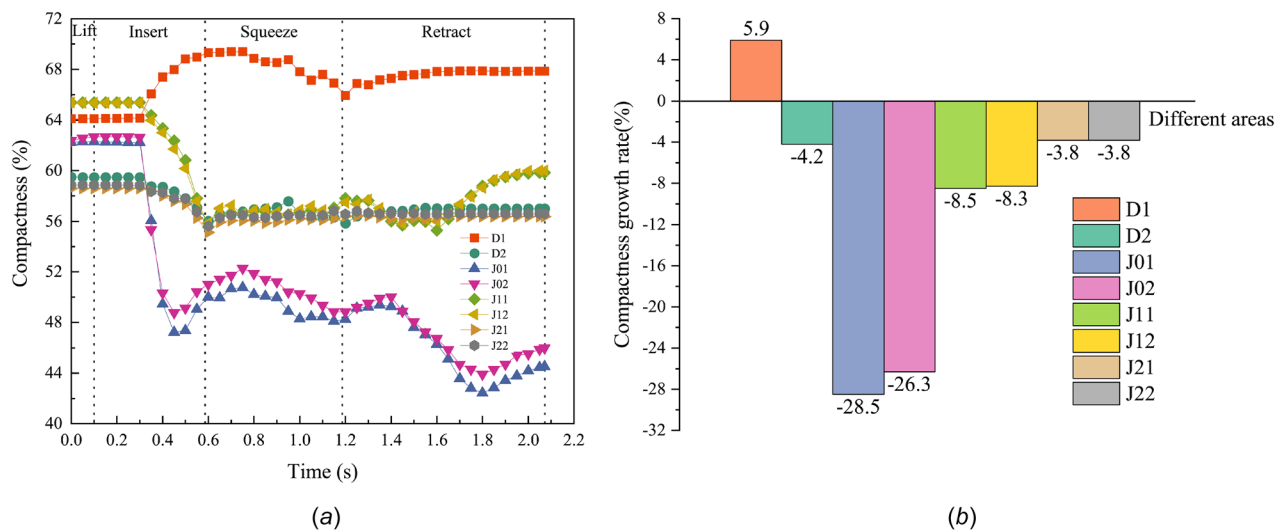 Lift Insert Squeeze Retract
Compactness (%)
72
68
64
60
56
52
48
44
40
D1
D2
J01
J02
J11
J12
J21
J22
0.0 0.2 0.4 0.6 0.8 1.0 1.2 1.4 1.6 1.8 2.0 2.2
Time (s)
(a)
Compactness growth rate(%)
8
4
0
-4
-8
-12
-16
-20
-24
-28
-32
5.9
-4.2
-28.5
-26.3
-8.5
-8.3
-3.8
-3.8
Different areas
D1
D2
J01
J02
J11
J12
J21
J22
(b)